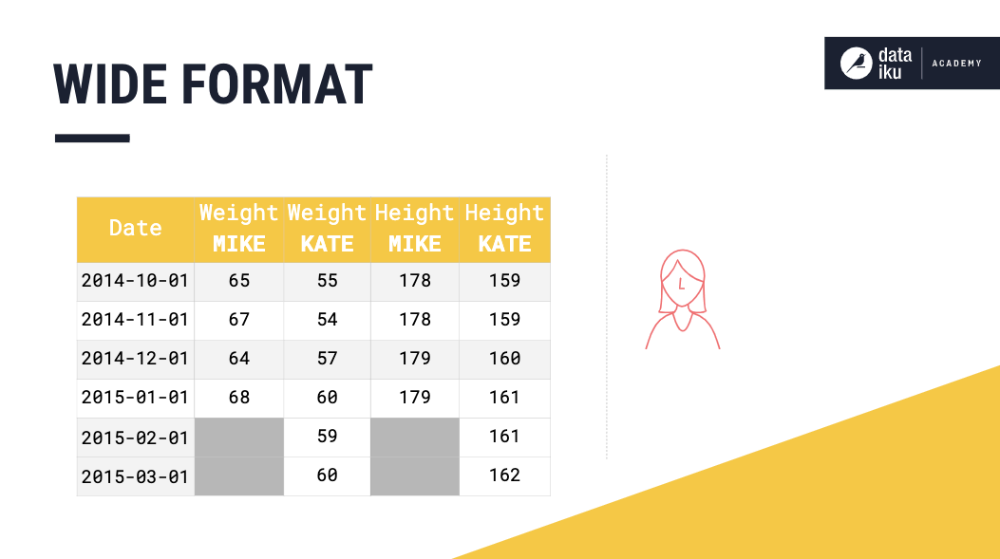 WIDE FORMAT
data
iku
ACADEMY
Date Weight MIKE Weight KATE Height MIKE Height KATE
2014-10-01 65 55 178 159
2014-11-01 67 54 178 159
2014-12-01 64 57 179 160
2015-01-01 68 60 179 161
2015-02-01 59 161
2015-03-01 60 162